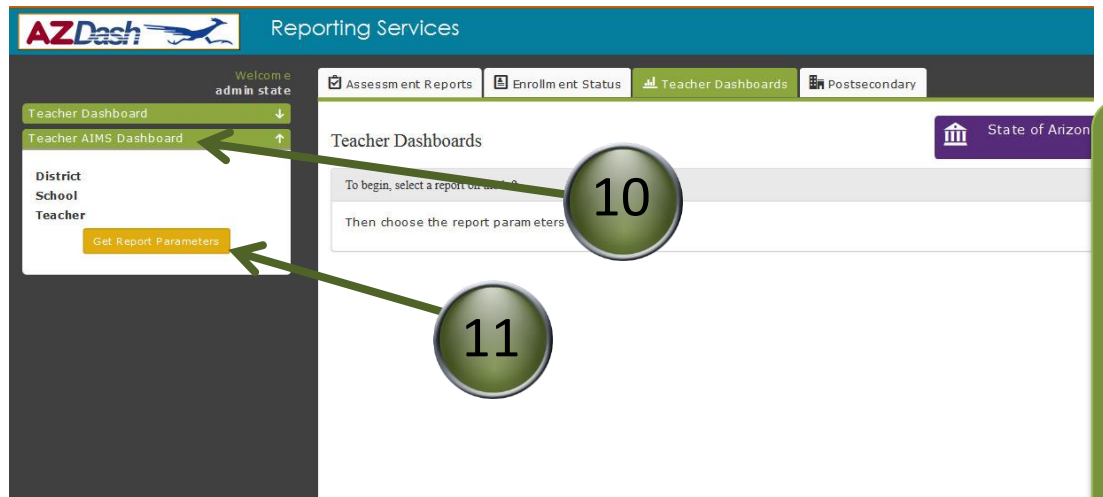 AZDash
Reporting Services
Welcome
admin state
Teacher Dashboard
Teacher AIMS Dashboard
District
School
Teacher
Get Report Parameters
Assessment Reports
Enrollment Status
Teacher Dashboards
Postsecondary
Teacher Dashboards
State of Arizon
To begin, select a report on
Then choose the report parameters
10
11